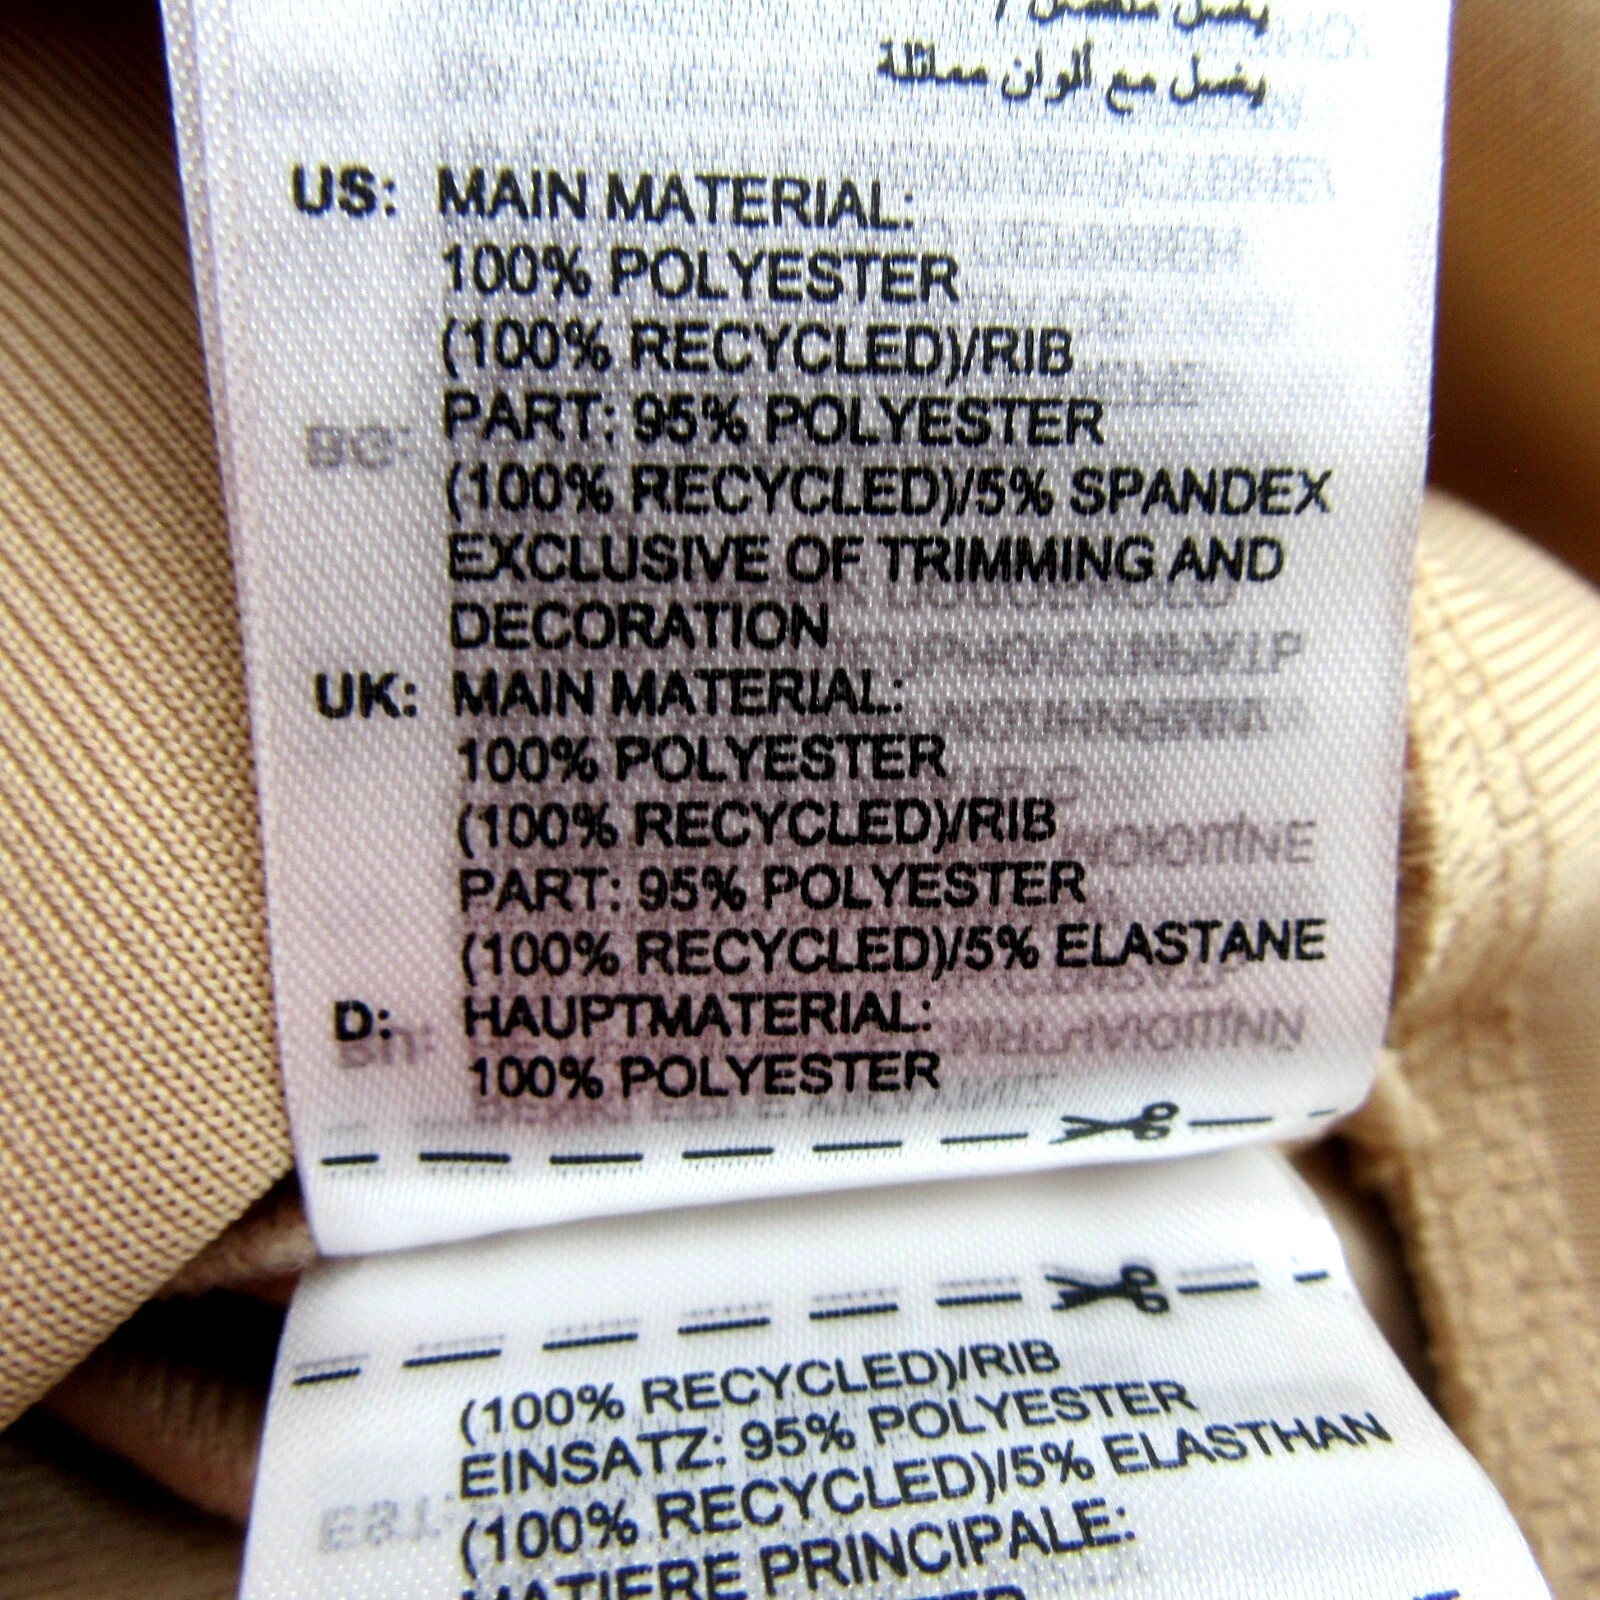 يغسل منفصل /
يغسل مع ألوان مماثلة
US: MAIN MATERIAL:
100% POLYESTER
(100% RECYCLED)/RIB
PART: 95% POLYESTER
(100% RECYCLED)/5% SPANDEX
EXCLUSIVE OF TRIMMING AND
DECORATION
UK: MAIN MATERIAL:
100% POLYESTER
(100% RECYCLED)/RIB
PART: 95% POLYESTER
(100% RECYCLED)/5% ELASTANE
D: HAUPTMATERIAL:
100% POLYESTER
(100% RECYCLED)/RIB
EINSATZ: 95% POLYESTER
(100% RECYCLED)/5% ELASTHAN
MATIERE PRINCIPALE: